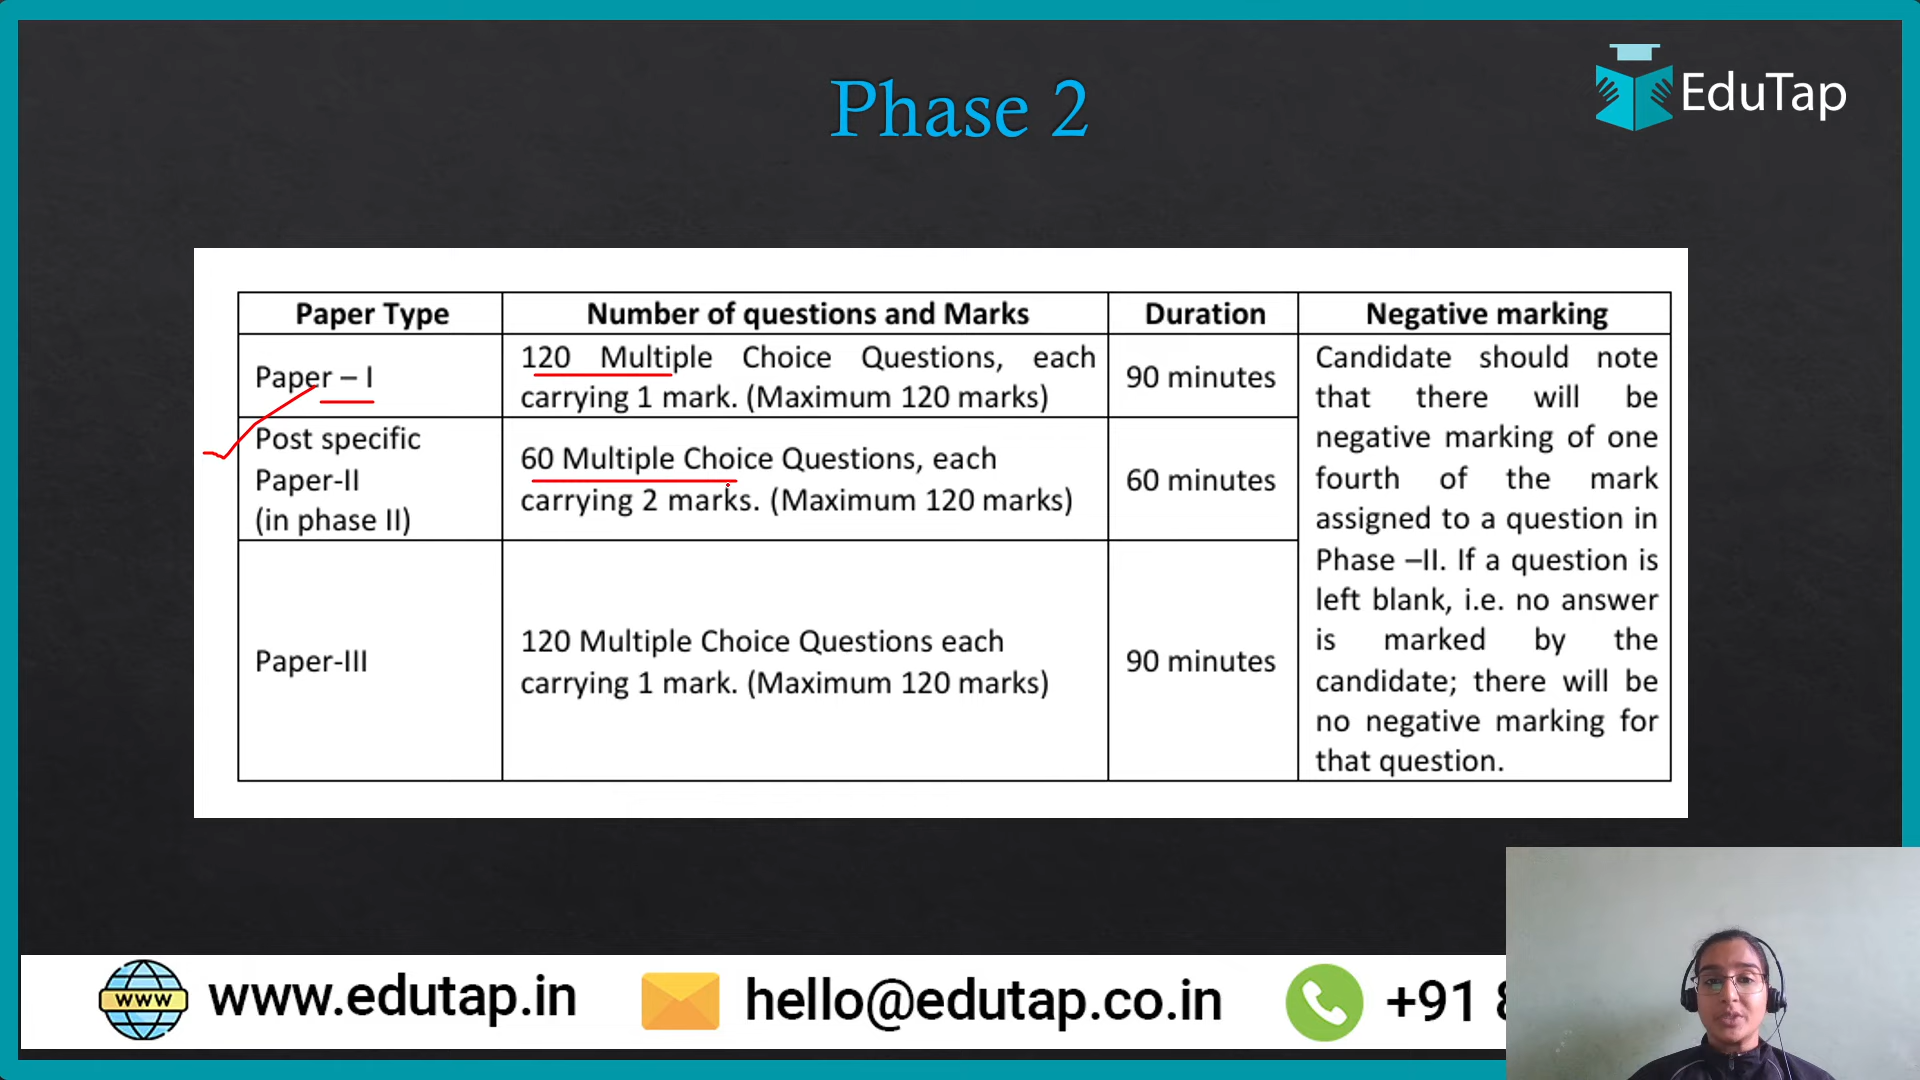 Phase 2
EduTap
Paper Type
Number of questions and Marks
Duration
Negative marking
Paper – I
120 Multiple Choice Questions, each
carrying 1 mark. (Maximum 120 marks)
90 minutes
Post specific
Paper-II
(in phase II)
60 Multiple Choice Questions, each
carrying 2 marks. (Maximum 120 marks)
60 minutes
Paper-III
120 Multiple Choice Questions each
carrying 1 mark. (Maximum 120 marks)
90 minutes
Candidate should note
that there will be
negative marking of one
fourth of the mark
assigned to a question in
Phase –II. If a question is
left blank, i.e. no answer
is marked by the
candidate; there will be
no negative marking for
that question.
www
www.edutap.in
hello@edutap.co.in
+91